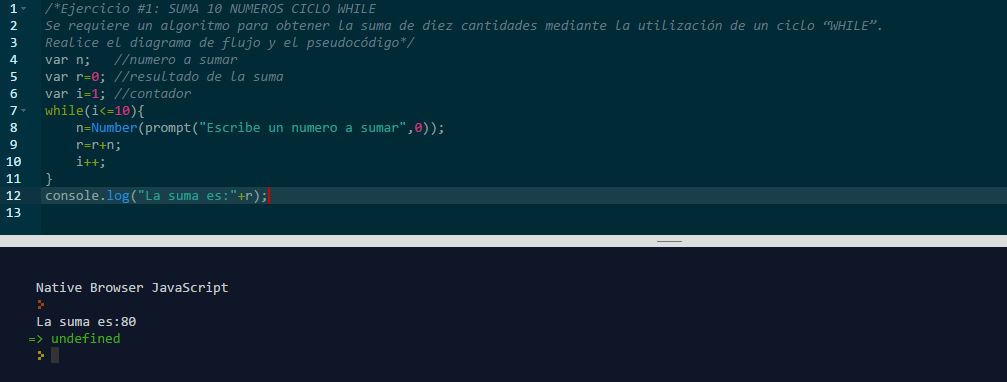 1 /*Ejercicio #1: SUMA 10 NUMEROS CICLO WHILE
2 Se requiere un algoritmo para obtener la suma de diez cantidades mediante la utilización de un ciclo “WHILE”.
3 Realice el diagrama de flujo y el pseudocódigo*/
4 var n;   //numero a sumar
5 var r=0; //resultado de la suma
6 var i=1; //contador
7 while(i<=10){
8     n=Number(prompt("Escribe un numero a sumar",0));
9     r=r+n;
10     i++;
11 }
12 console.log("La suma es:"+r);
13
Native Browser JavaScript
La suma es:80
=> undefined